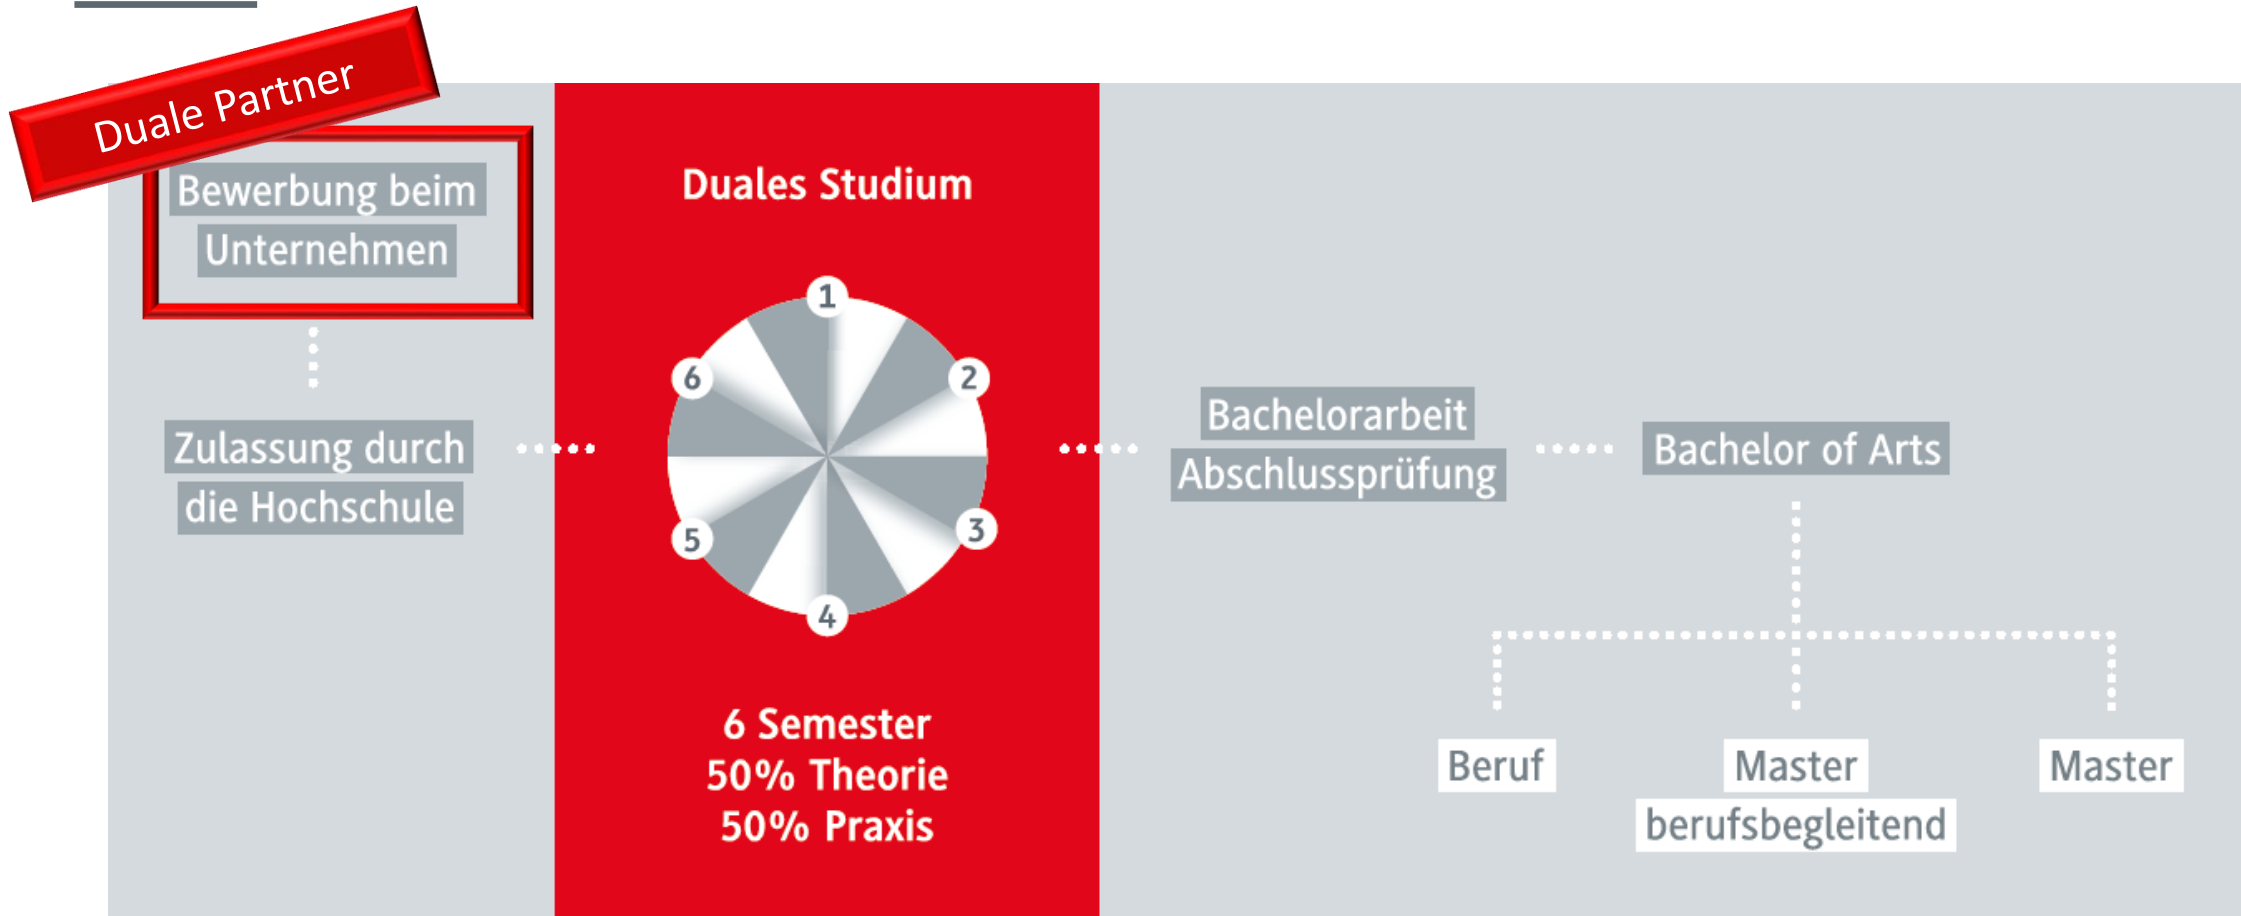 Duale Partner
Bewerbung beim
Unternehmen
Zulassung durch
die Hochschule
Duales Studium
1
2
3
4
5
6
6 Semester
50% Theorie
50% Praxis
Bachelorarbeit
Abschlussprüfung
Bachelor of Arts
Beruf
Master
berufsbegleitend
Master